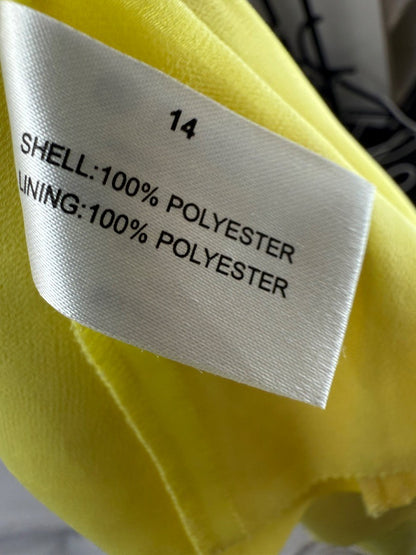 14
SHELL:100% POLYESTER
LINING:100% POLYESTER